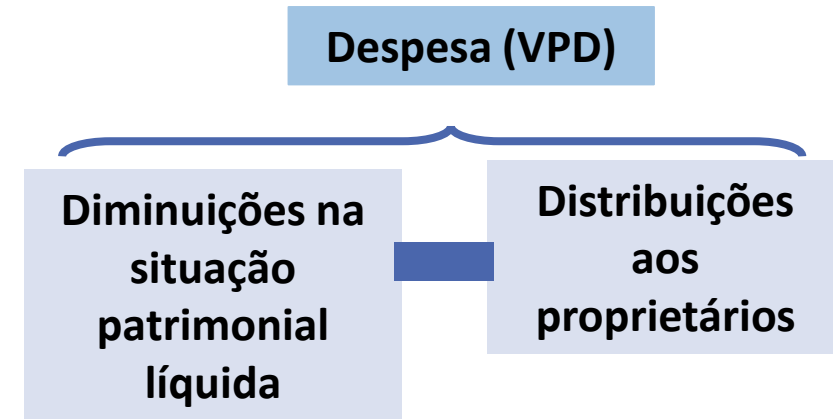 Despesa (VPD)
Diminuições na
situação
patrimonial
líquida
Distribuições
aos
proprietários